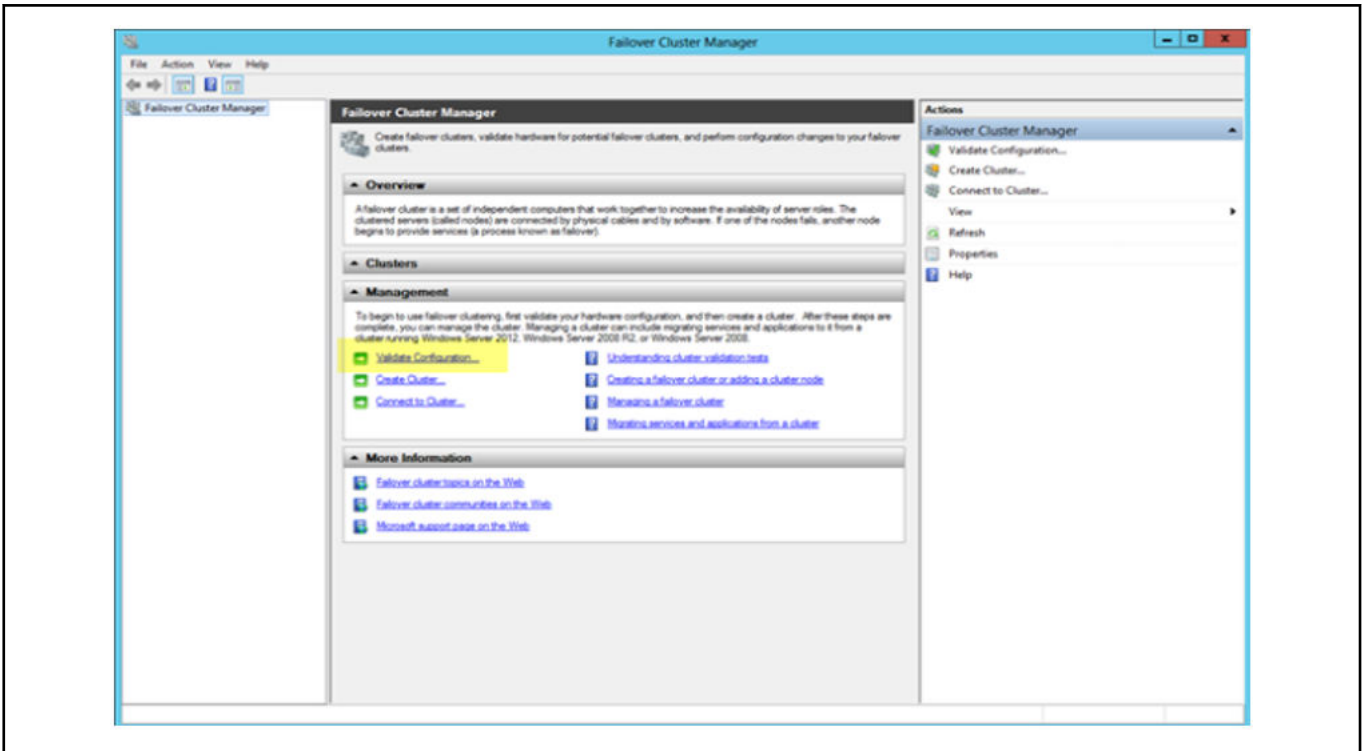 Failover Cluster Manager
File Action View Help
Failover Cluster Manager
Failover Cluster Manager
Create failover clusters, validate hardware for potential failover clusters, and perform configuration changes to your failover
clusters.
Overview
A failover cluster is a set of independent computers that work together to increase the availability of server roles. The
clustered servers (called nodes) are connected by physical cables and by software. If one of the nodes fails, another node
begins to provide services (a process known as failover).
Clusters
Management
To begin to use failover clustering, first validate your hardware configuration, and then create a cluster. After these steps are
complete, you can manage the cluster. Managing a cluster can include migrating services and applications to it from a
cluster running Windows Server 2012, Windows Server 2008 R2, or Windows Server 2008.
Validate Configuration...
Understanding cluster validation tests
Create Cluster...
Creating a failover cluster or adding a cluster node
Connect to Cluster...
Managing a failover cluster
Migrating services and applications from a cluster
More Information
Failover cluster topics on the Web
Failover cluster communities on the Web
Microsoft support page on the Web
Actions
Failover Cluster Manager
Validate Configuration...
Create Cluster...
Connect to Cluster...
View
Refresh
Properties
Help